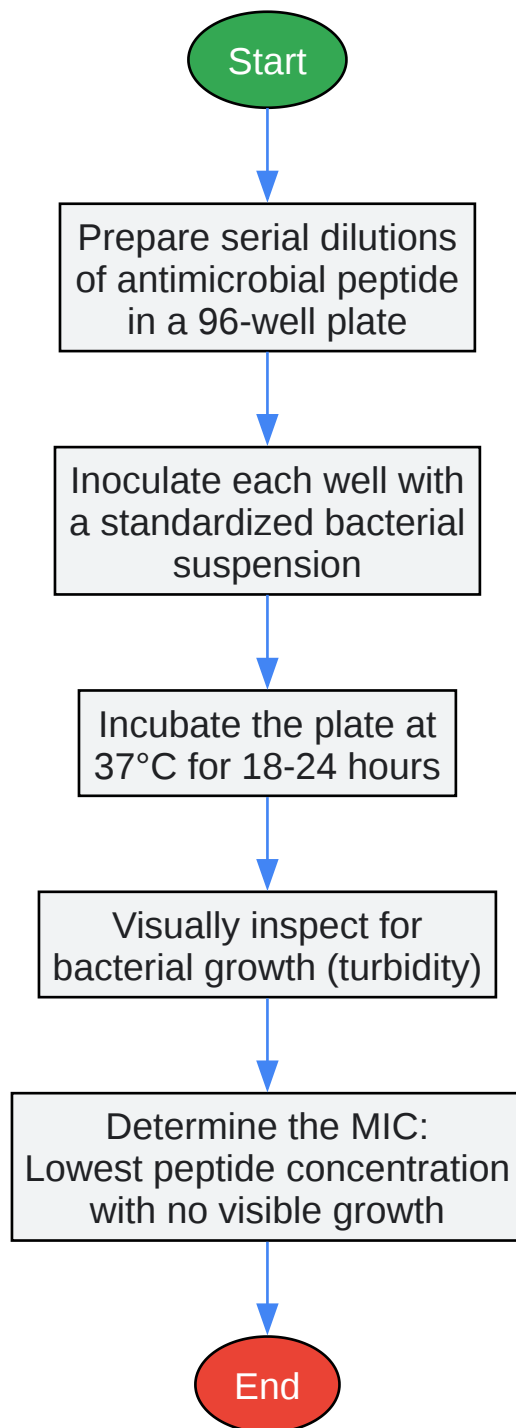 Start
Prepare serial dilutions
of antimicrobial peptide
in a 96-well plate
Inoculate each well with
a standardized bacterial
suspension
Incubate the plate at
37°C for 18-24 hours
Visually inspect for
bacterial growth (turbidity)
Determine the MIC:
Lowest peptide concentration
with no visible growth
End